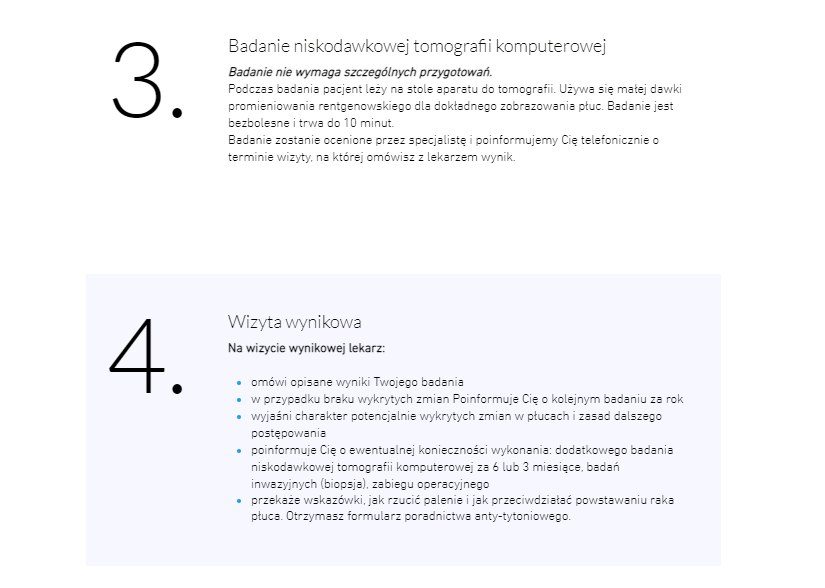 3.
Badanie niskodawkowej tomografii komputerowej
Badanie nie wymaga szczególnych przygotowań.
Podczas badania pacjent leży na stole aparatu do tomografii. Używa się małej dawki
promieniowania rentgenowskiego dla dokładnego zobrazowania płuc. Badanie jest
bezbolesne i trwa do 10 minut.
Badanie zostanie ocenione przez specjalistę i poinformujemy Cię telefonicznie o
terminie wizyty, na której omówisz z lekarzem wynik.
4.
Wizyta wynikowa
Na wizycie wynikowej lekarz:
• omówi opisane wyniki Twojego badania
• w przypadku braku wykrytych zmian Poinformuje Cię o kolejnym badaniu za rok
• wyjaśni charakter potencjalnie wykrytych zmian w płucach i zasad dalszego
postępowania
• poinformuje Cię o ewentualnej konieczności wykonania: dodatkowego badania
niskodawkowej tomografii komputerowej za 6 lub 3 miesiące, badań
inwazyjnych (biopsja), zabiegu operacyjnego
• przekaże wskazówki, jak rzucić palenie i jak przeciwdziałać powstawaniu raka
płuca. Otrzymasz formularz poradnictwa anty-tytoniowego.